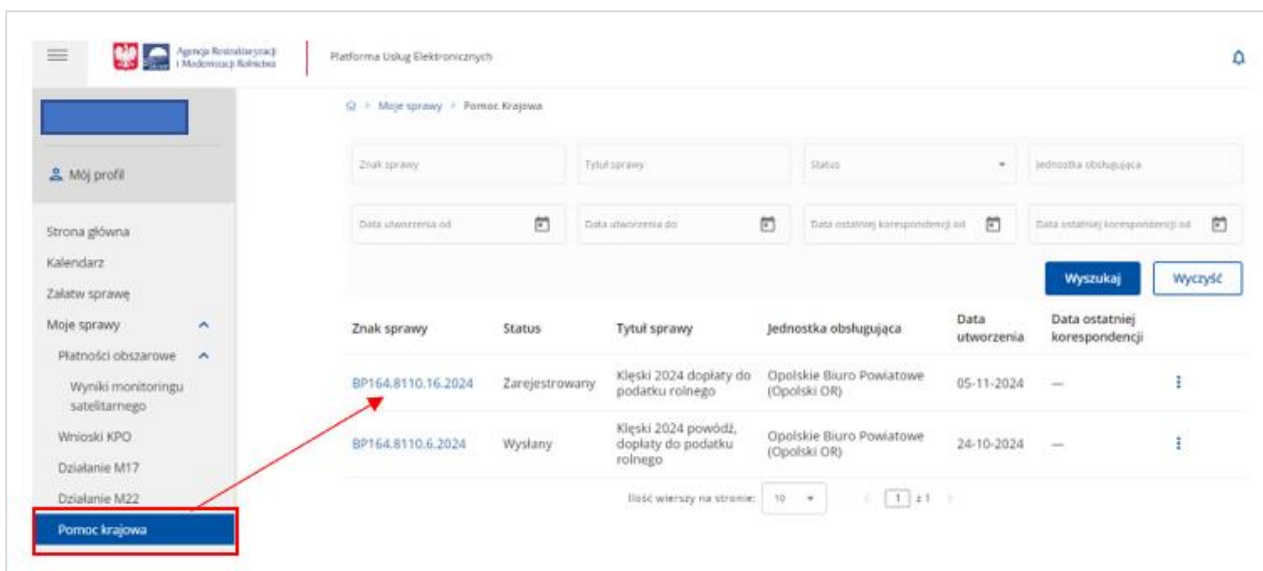 Agencja Restrukturyzacji
i Modernizacji Rolnictwa
Platforma Usług Elektronicznych
Moje sprawy > Pomoc Krajowa
Mój profil
Strona główna
Kalendarz
Załatw sprawę
Moje sprawy
Płatności obszarowe
Wyniki monitoringu
satelitarnego
Wnioski KPO
Działanie M17
Działanie M22
Pomoc krajowa
Znak sprawy
Tytuł sprawy
Status
Jednostka obsługująca
Data utworzenia od
Data utworzenia do
Data ostatniej korespondencji od
Data ostatniej korespondencji od
Wyszukaj
Wyczyść
Znak sprawy
Status
Tytuł sprawy
Jednostka obsługująca
Data
utworzenia
Data ostatniej
korespondencji
BP164.8110.16.2024
Zarejestrowany
Klęski 2024 dopłaty do
podatku rolnego
Opolskie Biuro Powiatowe
(Opolski OR)
05-11-2024
—
BP164.8110.6.2024
Wysłany
Klęski 2024 powódź,
dopłaty do podatku
rolnego
Opolskie Biuro Powiatowe
(Opolski OR)
24-10-2024
—
Ilość wierszy na stronie: 10
1 z 1